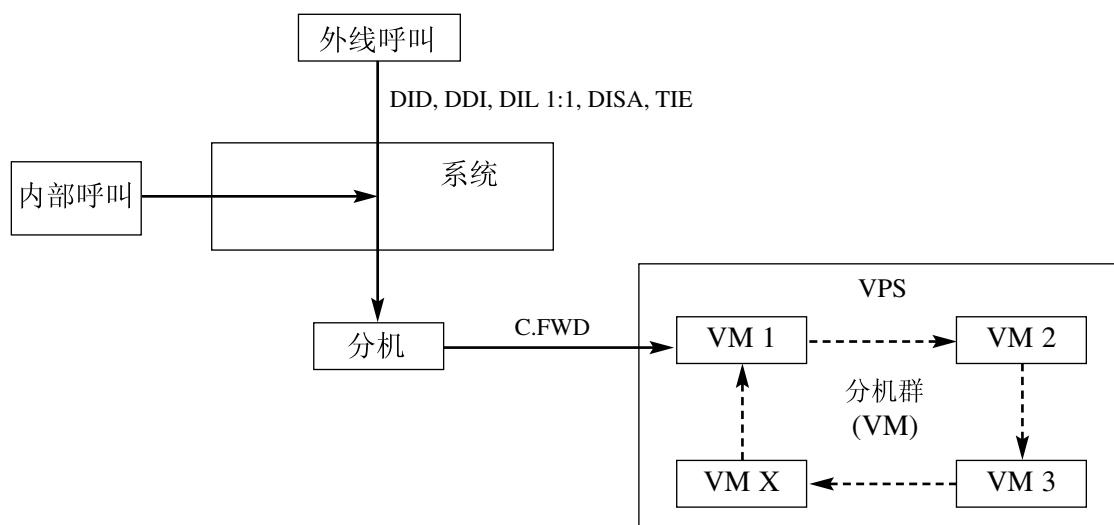 外线呼叫
DID, DDI, DIL 1:1, DISA, TIE
系统
内部呼叫
VPS
分机
C.FWD
VM 1
VM 2
分机群
(VM)
VM X
VM 3